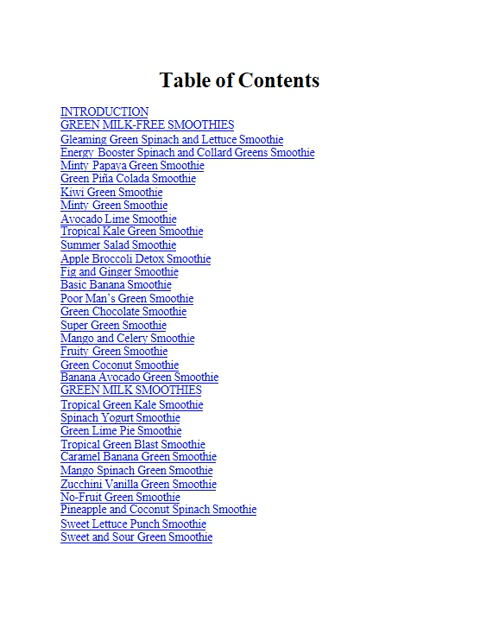 Table of Contents
INTRODUCTION
GREEN MILK-FREE SMOOTHIES
Gleaming Green Spinach and Lettuce Smoothie
Energy Booster Spinach and Collard Greens Smoothie
Minty Papaya Green Smoothie
Green Piña Colada Smoothie
Kiwi Green Smoothie
Minty Green Smoothie
Avocado Lime Smoothie
Tropical Kale Green Smoothie
Summer Salad Smoothie
Apple Broccoli Detox Smoothie
Fig and Ginger Smoothie
Basic Banana Smoothie
Poor Man’s Green Smoothie
Green Chocolate Smoothie
Super Green Smoothie
Mango and Celery Smoothie
Fruity Green Smoothie
Green Coconut Smoothie
Banana Avocado Green Smoothie
GREEN MILK SMOOTHIES
Tropical Green Kale Smoothie
Spinach Yogurt Smoothie
Green Lime Pie Smoothie
Tropical Green Blast Smoothie
Caramel Banana Green Smoothie
Mango Spinach Green Smoothie
Zucchini Vanilla Green Smoothie
No-Fruit Green Smoothie
Pineapple and Coconut Spinach Smoothie
Sweet Lettuce Punch Smoothie
Sweet and Sour Green Smoothie